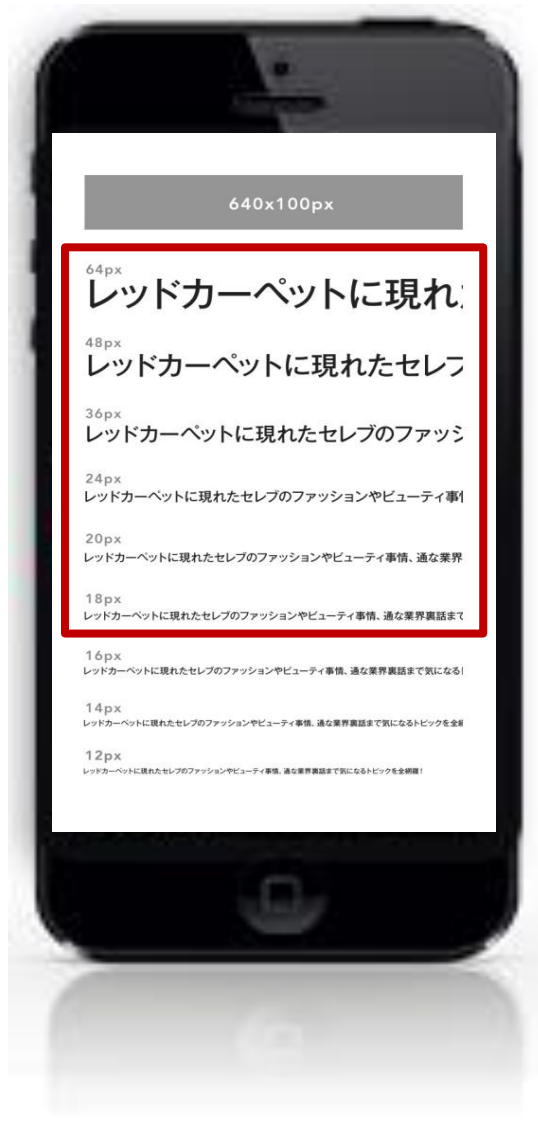 640x100px
64px
レッドカーペットに現れ
48px
レッドカーペットに現れたセレブ
36px
レッドカーペットに現れたセレブのファッシ
24px
レッドカーペットに現れたセレブのファッションやビューティ事
20px
レッドカーペットに現れたセレブのファッションやビューティ事情、通な業界
18px
レッドカーペットに現れたセレブのファッションやビューティ事情、通な業界裏話まで
16px
レッドカーペットに現れたセレブのファッションやビューティ事情、通な業界裏話まで気になる
14px
レッドカーペットに現れたセレブのファッションやビューティ事情、通な業界裏話まで気になるトピックを全
12px
レッドカーペットに現れたセレブのファッションやビューティ事情、通な業界裏話まで気になるトピックを全網羅！